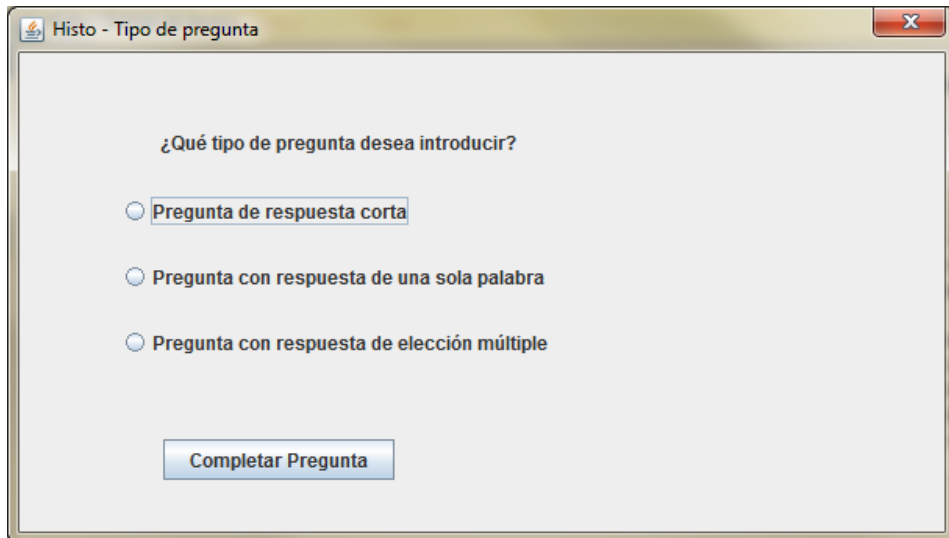 Histo - Tipo de pregunta
¿Qué tipo de pregunta desea introducir?
Pregunta de respuesta corta
Pregunta con respuesta de una sola palabra
Pregunta con respuesta de elección múltiple
Completar Pregunta